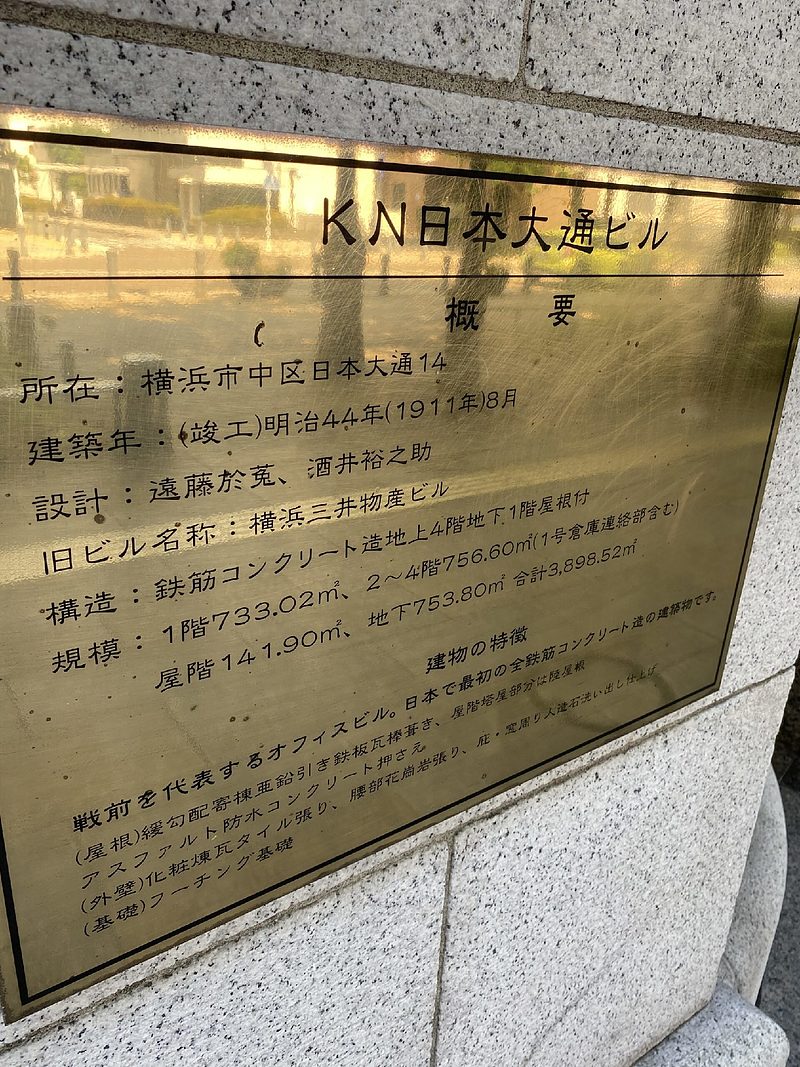 KN日本大通ビル
概 要
所在：横浜市中区日本大通14
建築年：(竣工)明治44年(1911年)8月
設計：遠藤於菟、酒井裕之助
旧ビル名称：横浜三井物産ビル
構造：鉄筋コンクリート造地上4階地下1階屋根付
規模：1階733.02㎡、2～4階756.60㎡(1号倉庫連絡部含む)
屋階141.90㎡、地下753.80㎡ 合計3,898.52㎡
建物の特徴
戦前を代表するオフィスビル。日本で最初の全鉄筋コンクリート造の建築物です。
(屋根)緩勾配寄棟亜鉛引き鉄板瓦棒葺き、屋階塔屋部分は陸屋根
アスファルト防水コンクリート押さえ
(外壁)化粧煉瓦タイル張り、腰部花崗岩張り、庇・窓周り人造石洗い出し仕上げ
(基礎)フーチング基礎